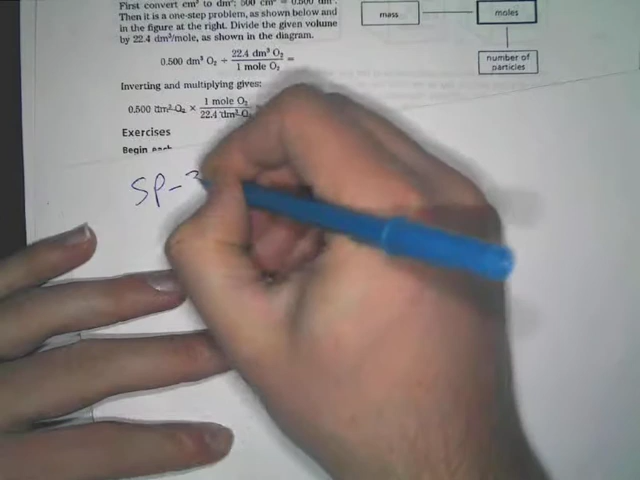 First convert cm³ to dm³: 500 cm³ = 0.500 dm³.
Then it is a one-step problem, as shown below and
in the figure at the right. Divide the given volume
by 22.4 dm³/mole, as shown in the diagram.
0.500 dm³ O₂ ÷ 22.4 dm³ O₂ / 1 mole O₂ =
Inverting and multiplying gives:
0.500 dm³ O₂ × 1 mole O₂ / 22.4 dm³ O₂
Exercises
Begin each
SP-3
mass
moles
number of
particles